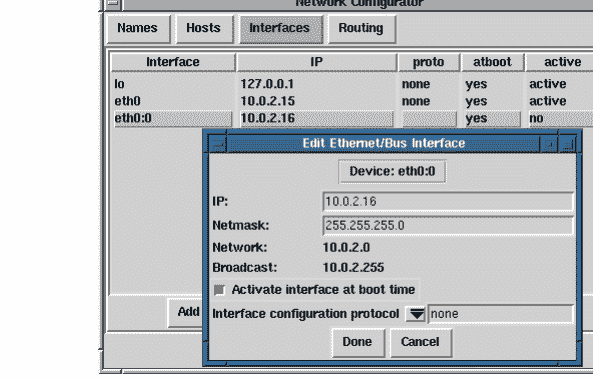 Network Configurator
Names Hosts Interfaces Routing
Interface IP proto atboot active
lo 127.0.0.1 none yes active
eth0 10.0.2.15 none yes active
eth0:0 10.0.2.16 yes no
Edit Ethernet/Bus Interface
Device: eth0:0
IP: 10.0.2.16
Netmask: 255.255.255.0
Network: 10.0.2.0
Broadcast: 10.0.2.255
Activate interface at boot time
Add
Interface configuration protocol none
Done Cancel